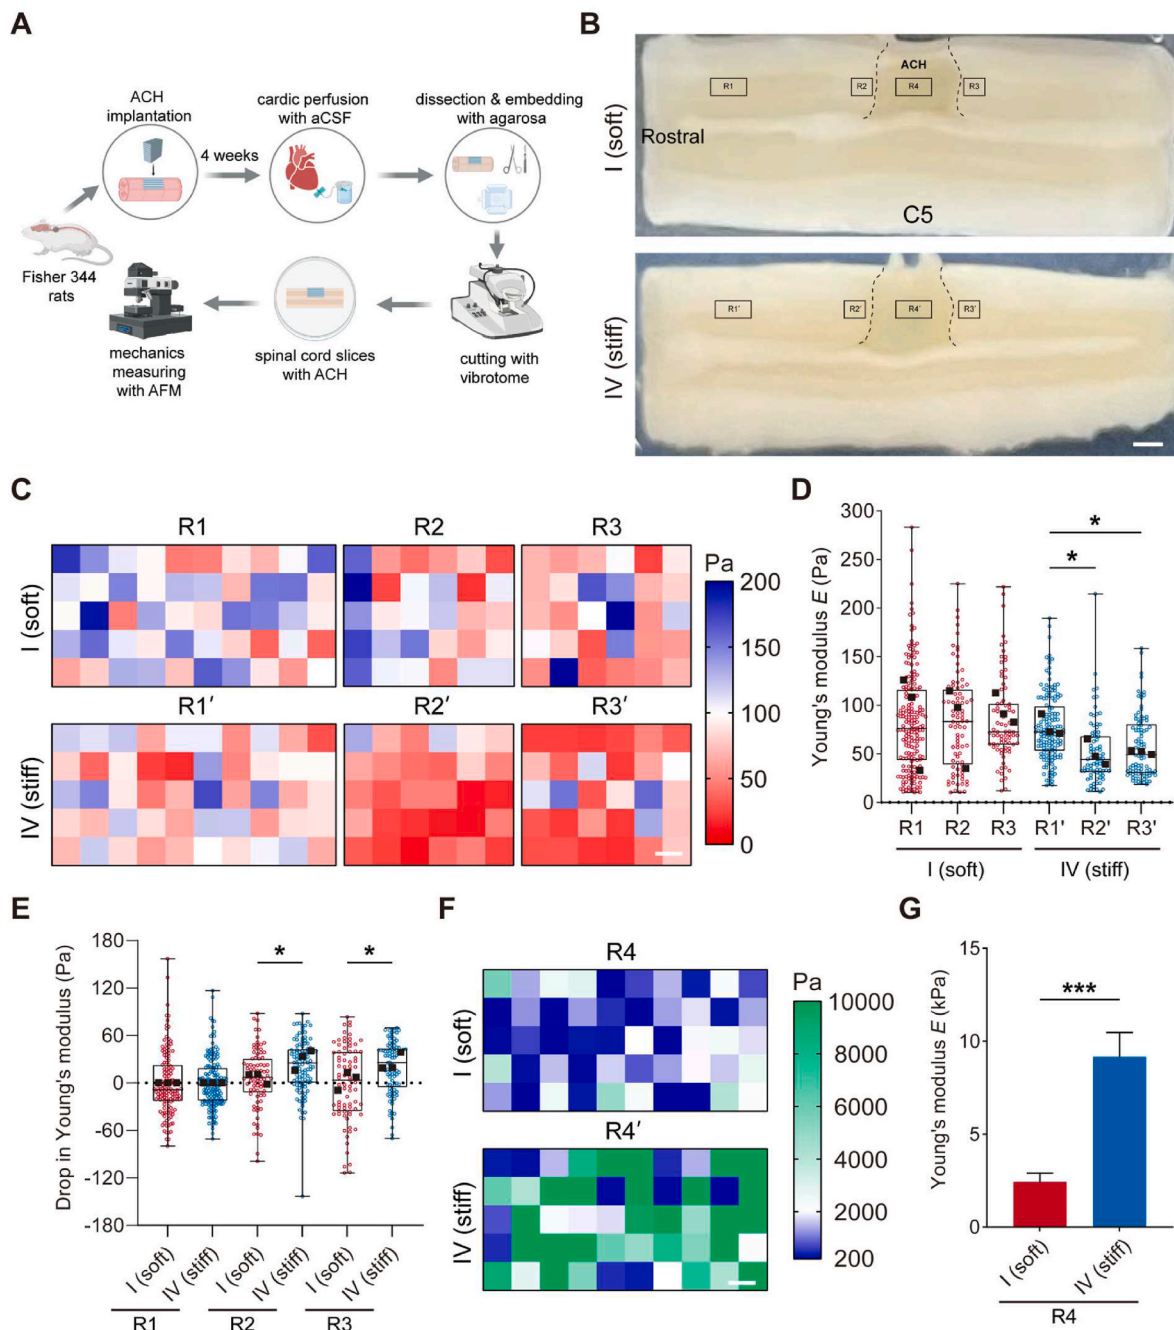 A
ACH
implantation
4 weeks
cardic perfusion
with aCSF
dissection & embedding
with agarosa
Fisher 344
rats
mechanics
measuring
with AFM
spinal cord slices
with ACH
cutting with
vibrotome
B
I (soft)
ACH
R1
R2
R4
R3
Rostral
C5
IV (stiff)
R1'
R2'
R4'
R3'
C
R1
R2
R3
I (soft)
R1'
R2'
R3'
IV (stiff)
Pa
200
150
100
50
0
D
Young's modulus E (Pa)
300
250
200
150
100
50
0
*
*
R1 R2 R3 R1' R2' R3'
I (soft) IV (stiff)
E
Drop in Young's modulus (Pa)
180
120
60
0
-60
-120
-180
*
*
I (soft) IV (stiff) I (soft) IV (stiff) I (soft) IV (stiff)
R1 R2 R3
F
R4
I (soft)
R4'
IV (stiff)
Pa
10000
8000
6000
4000
2000
200
G
Young's modulus E (kPa)
15
10
5
0
***
I (soft) IV (stiff)
R4